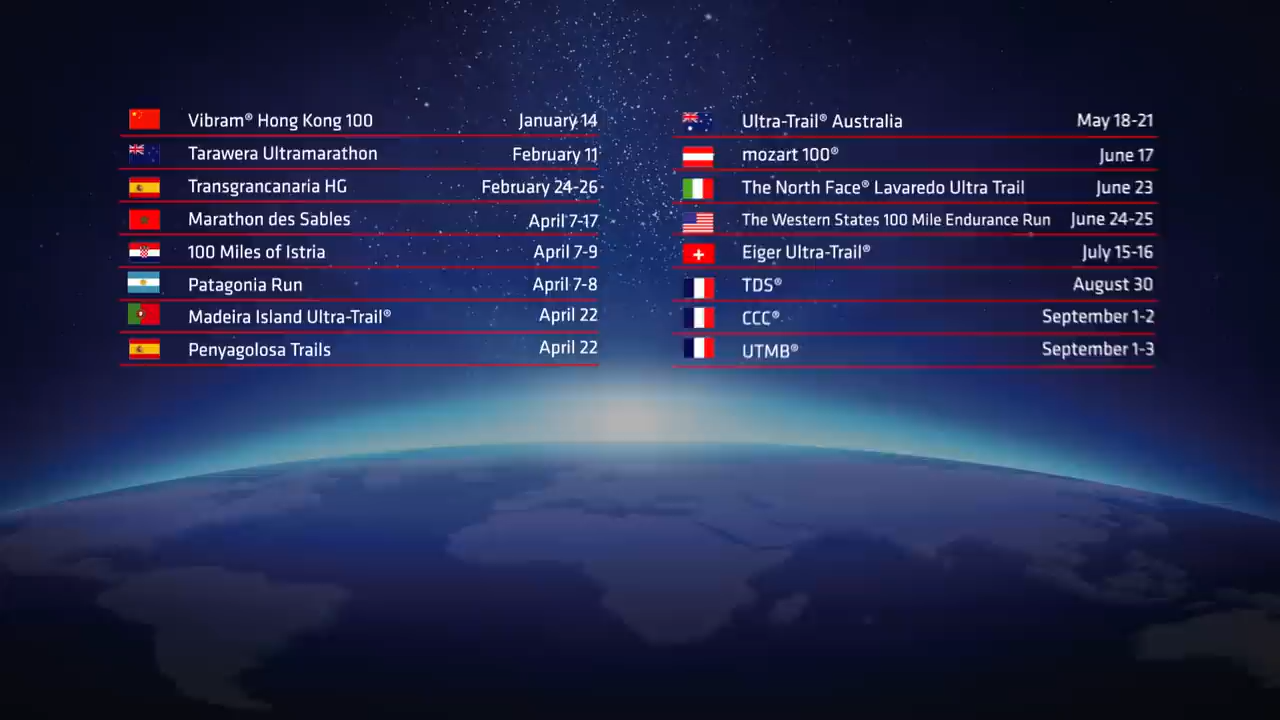 Vibram® Hong Kong 100 January 14
Tarawera Ultramarathon February 11
Transgrancanaria HG February 24-26
Marathon des Sables April 7-17
100 Miles of Istria April 7-9
Patagonia Run April 7-8
Madeira Island Ultra-Trail® April 22
Penyagolosa Trails April 22
Ultra-Trail® Australia May 18-21
mozart 100® June 17
The North Face® Lavaredo Ultra Trail June 23
The Western States 100 Mile Endurance Run June 24-25
Eiger Ultra-Trail® July 15-16
TDS® August 30
CCC® September 1-2
UTMB® September 1-3